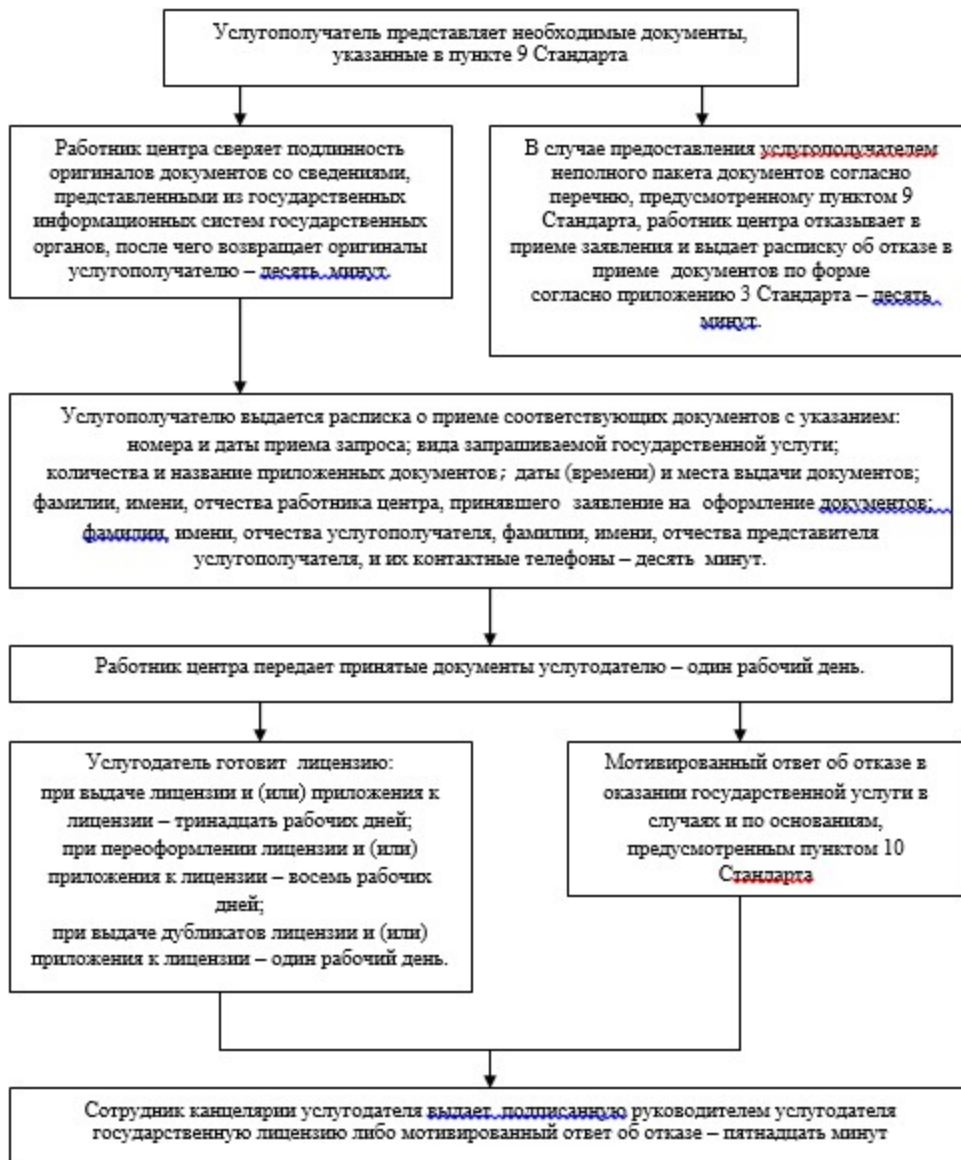 Услугополучатель представляет необходимые документы,
указанные в пункте 9 Стандарта
Работник центра сверяет подлинность
оригиналов документов со сведениями,
представленными из государственных
информационных систем государственных
органов, после чего возвращает оригиналы
услугополучателю – десять минут.
В случае предоставления услугополучателем
неполного пакета документов согласно
перечню, предусмотренному пунктом 9
Стандарта, работник центра отказывает в
приеме заявления и выдает расписку об отказе в
приеме документов по форме
согласно приложению 3 Стандарта – десять
минут.
Услугополучателю выдается расписка о приеме соответствующих документов с указанием:
номера и даты приема запроса; вида запрашиваемой государственной услуги;
количества и название приложенных документов; даты (времени) и места выдачи документов;
фамилии, имени, отчества работника центра, принявшего заявление на оформление документов;
фамилии, имени, отчества услугополучателя, фамилии, имени, отчества представителя
услугополучателя, и их контактные телефоны – десять минут.
Работник центра передает принятые документы услугодателю – один рабочий день.
Услугодатель готовит лицензию:
при выдаче лицензии и (или) приложения к
лицензии – тринадцать рабочих дней;
при переоформлении лицензии и (или)
приложения к лицензии – восемь рабочих
дней;
при выдаче дубликатов лицензии и (или)
приложения к лицензии – один рабочий день.
Мотивированный ответ об отказе в
оказании государственной услуги в
случаях и по основаниям,
предусмотренным пунктом 10
Стандарта
Сотрудник канцелярии услугодателя выдает подписанную руководителем услугодателя
государственную лицензию либо мотивированный ответ об отказе – пятнадцать минут